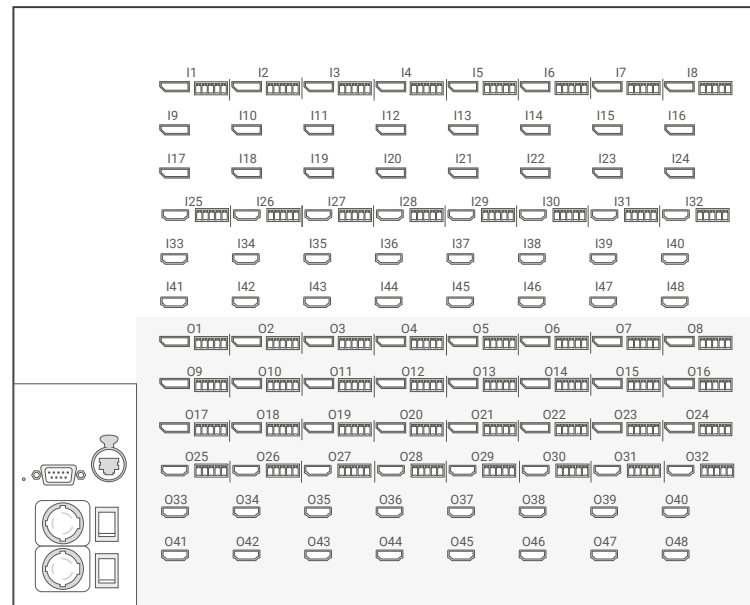 I1 I2 I3 I4 I5 I6 I7 I8
I9 I10 I11 I12 I13 I14 I15 I16
I17 I18 I19 I20 I21 I22 I23 I24
I25 I26 I27 I28 I29 I30 I31 I32
I33 I34 I35 I36 I37 I38 I39 I40
I41 I42 I43 I44 I45 I46 I47 I48
O1 O2 O3 O4 O5 O6 O7 O8
O9 O10 O11 O12 O13 O14 O15 O16
O17 O18 O19 O20 O21 O22 O23 O24
O25 O26 O27 O28 O29 O30 O31 O32
O33 O34 O35 O36 O37 O38 O39 O40
O41 O42 O43 O44 O45 O46 O47 O48